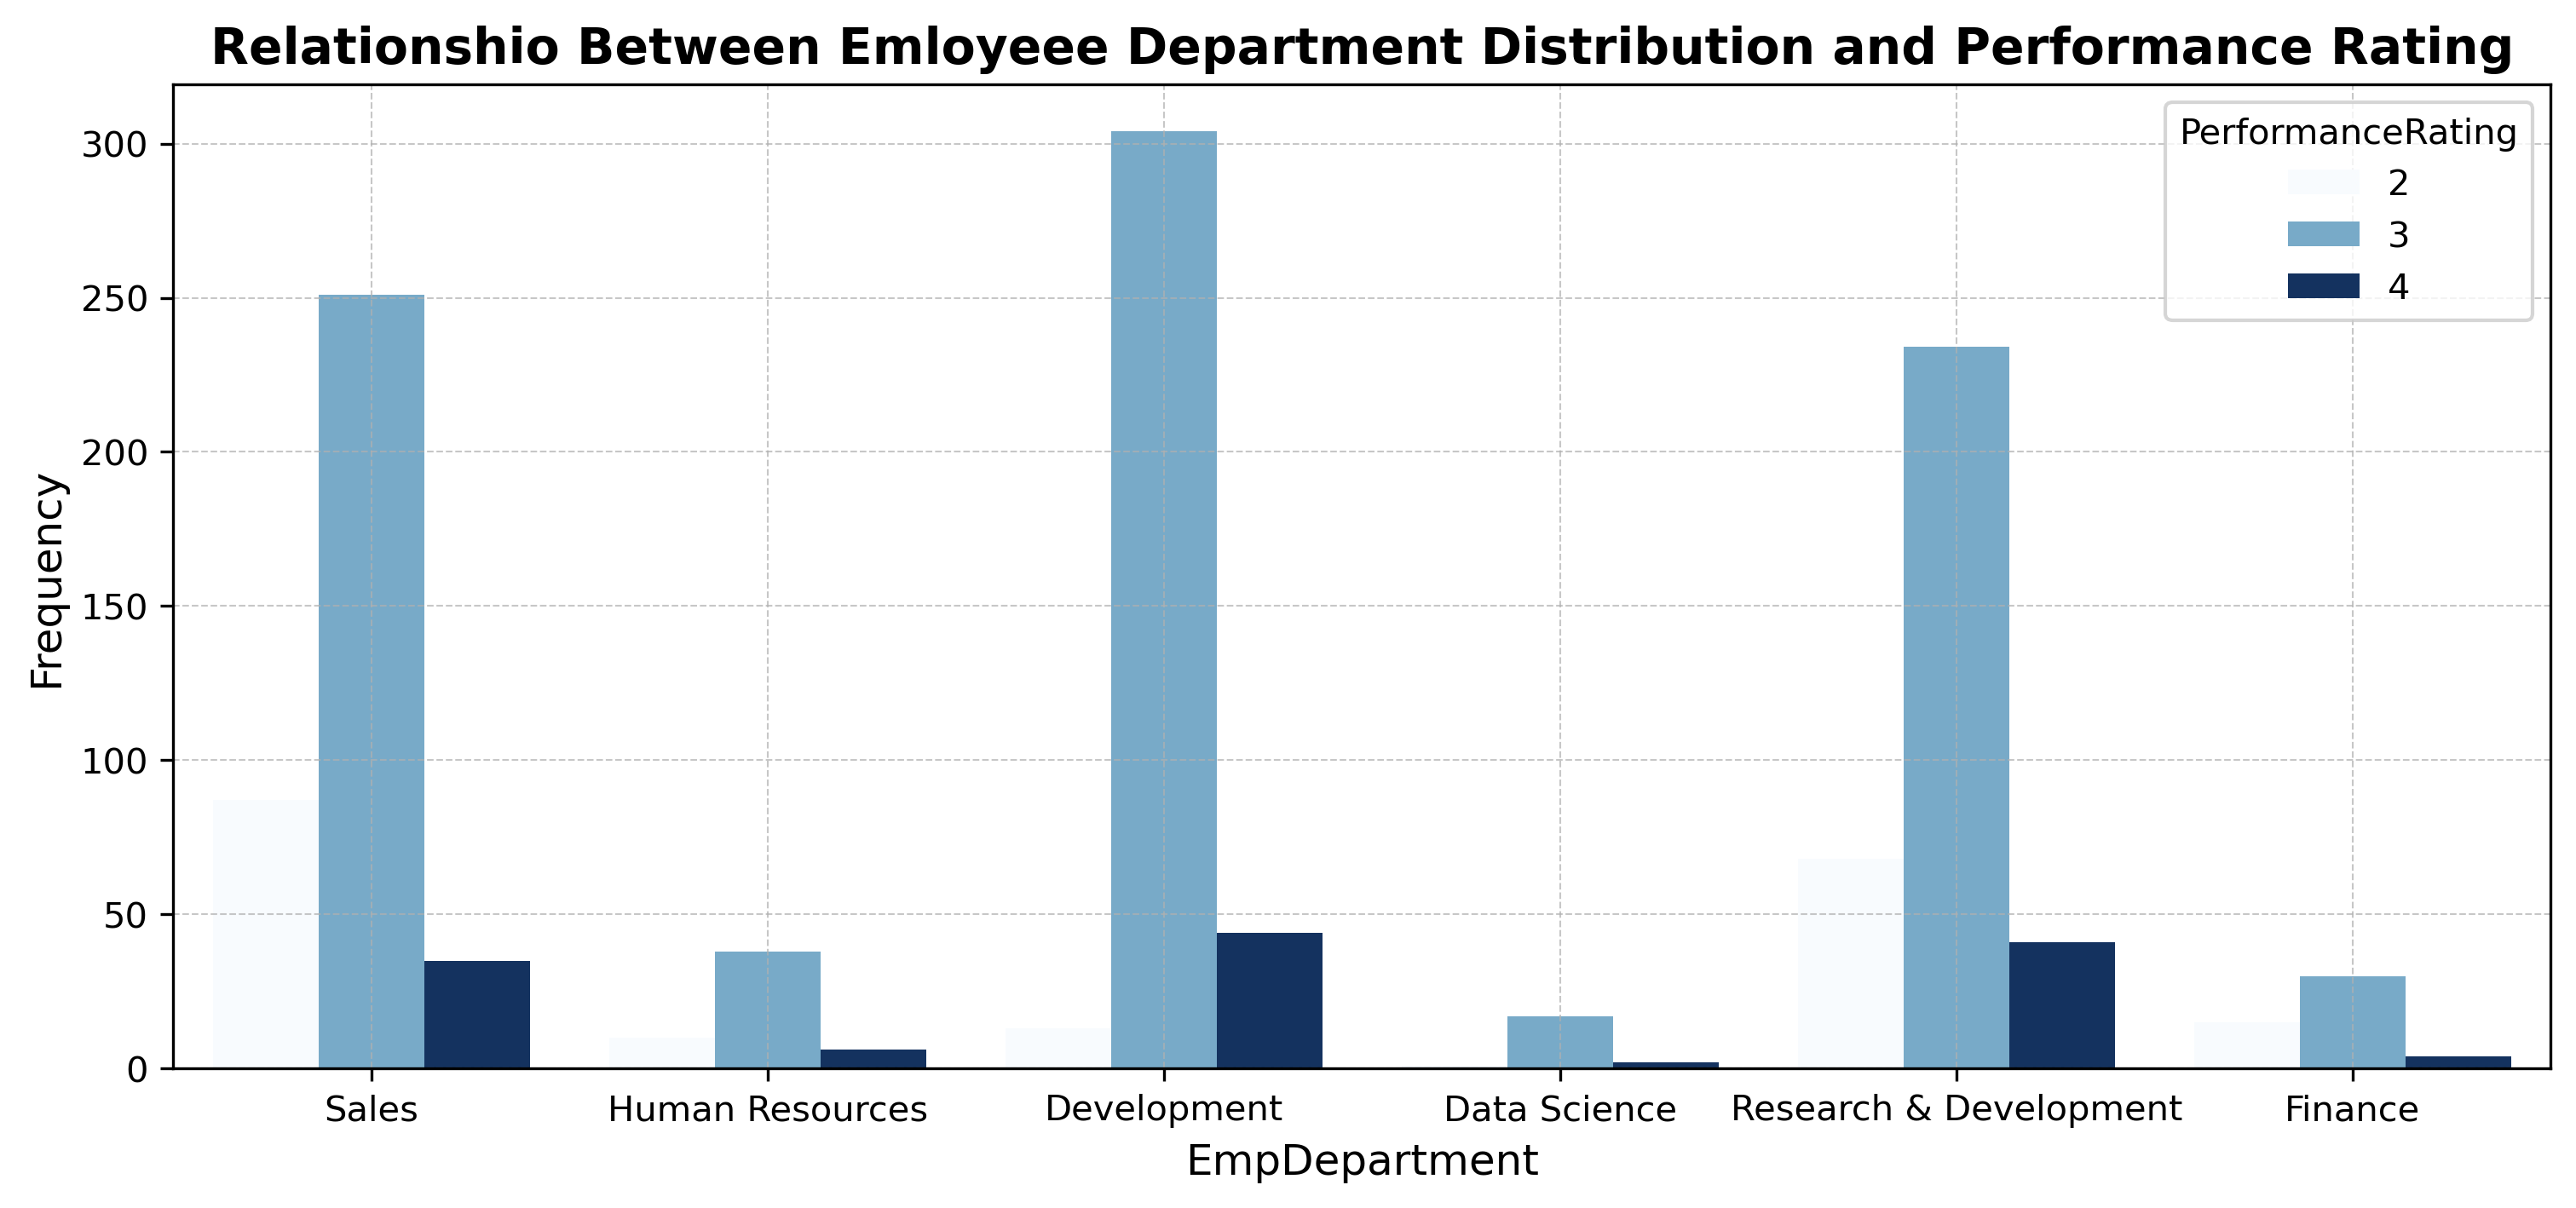 Relationshio Between Emloyeee Department Distribution and Performance Rating
PerformanceRating
2
3
4
Frequency
300
250
200
150
100
50
0
Sales
Human Resources
Development
Data Science
Research & Development
Finance
EmpDepartment